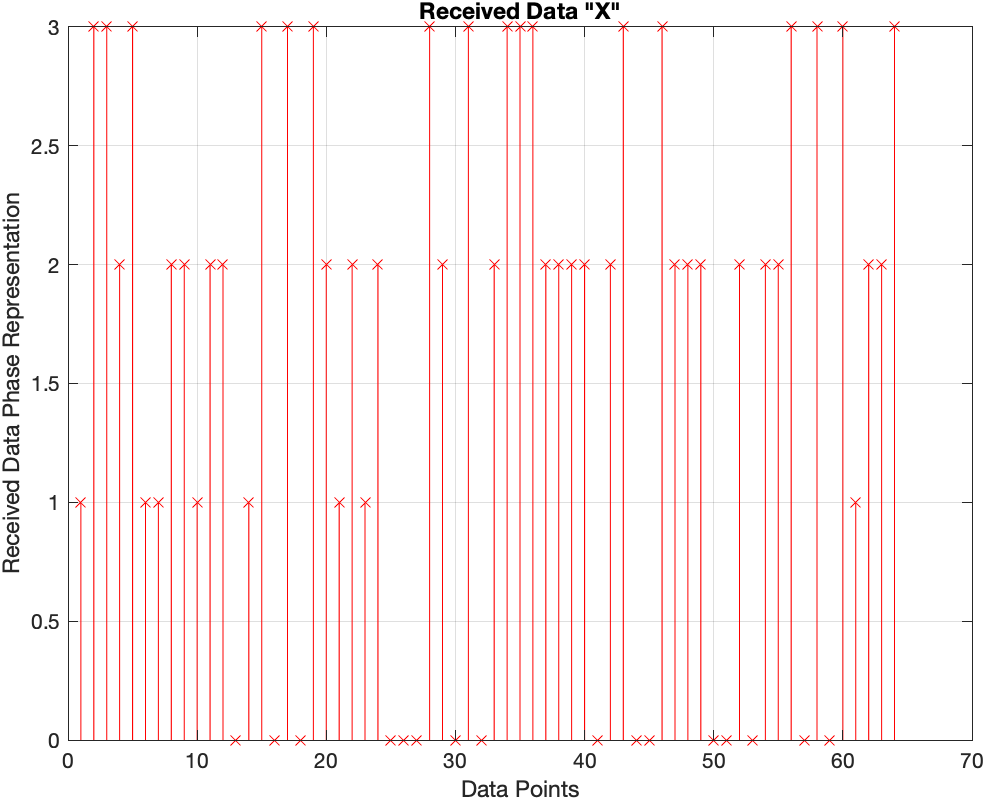 Received Data "X"
3
2.5
2
1.5
1
0.5
0
Received Data Phase Representation
0 10 20 30 40 50 60 70
Data Points